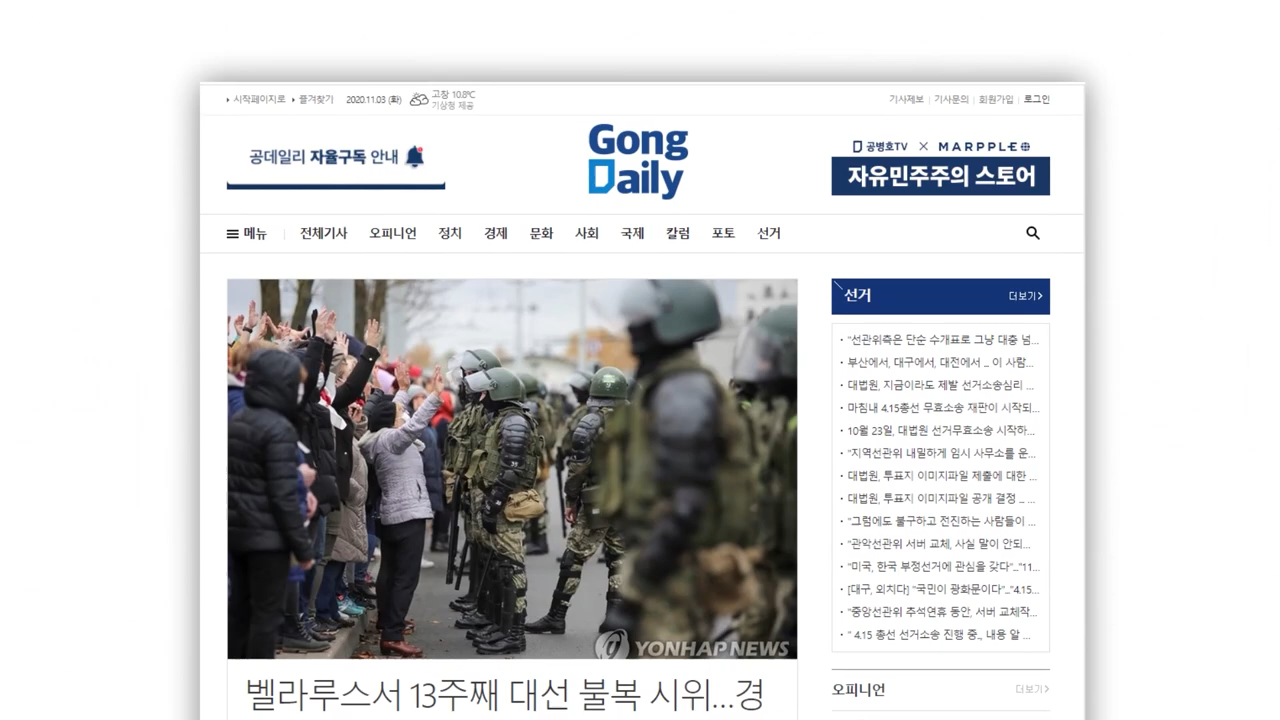 시작페이지로 즐겨찾기 2020.11.03 (화) 고창 10.8℃
기상청 제공
기사제보 | 기사문의 | 회원가입 | 로그인
공데일리 자율구독 안내
Gong
Daily
공병호TV × MARPPLE
자유민주주의 스토어
메뉴 전체기사 오피니언 정치 경제 문화 사회 국제 칼럼 포토 선거
YONHAP NEWS
벨라루스서 13주째 대선 불복 시위...경
선거 더보기
· "선관위측은 단순 수개표로 그냥 대충 넘...
· 부산에서, 대구에서, 대전에서 ... 이 사람...
· 대법원, 지금이라도 제발 선거소송심리 ...
· 마침내 4.15총선 무효소송 재판이 시작되...
· 10월 23일, 대법원 선거무효소송 시작하...
· "지역선관위 내밀하게 임시 사무소를 운...
· 대법원, 투표지 이미지파일 제출에 대한 ...
· 대법원, 투표지 이미지파일 공개 결정 ... ...
· "그럼에도 불구하고 전진하는 사람들이 ...
· "관악선관위 서버 교체, 사실 말이 안되...
· "미국, 한국 부정선거에 관심을 갖다"..."11...
· [대구, 외치다] "국민이 광화문이다"..."4.15...
· "중앙선관위 추석연휴 동안, 서버 교체작...
· " 4.15 총선 선거소송 진행 중., 내용 알 ...
오피니언 더보기